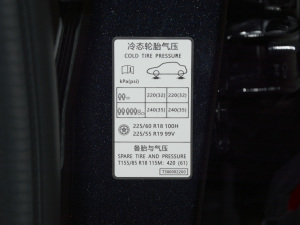 冷态轮胎气压
COLD TIRE PRESSURE
kPa(psi)
220(32) 220(32)
240(35) 240(35)
225/60 R18 100H
225/55 R19 99V
备胎与气压
SPARE TIRE AND PRESSURE
T155/85 R18 115M: 420 (61)